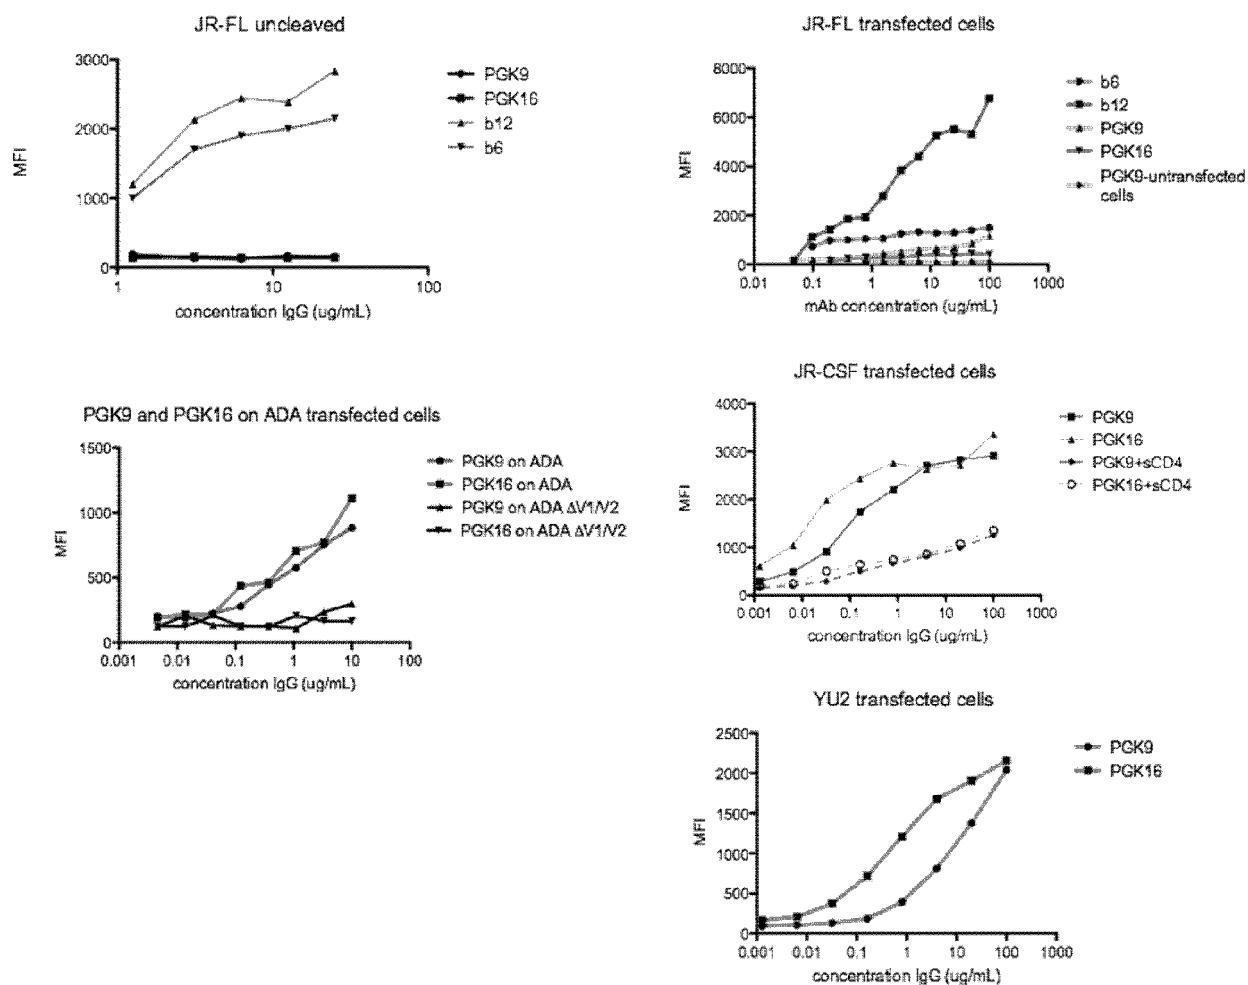 JR-FL uncleaved
3000
2000
1000
0
1
10
100
MFI
concentration IgG (ug/mL)
PGK9
PGK16
b12
b6
JR-FL transfected cells
8000
6000
4000
2000
0
0.01
0.1
1
10
100
1000
MFI
mAb concentration (ug/mL)
b6
b12
PGK9
PGK16
PGK9-untransfected
cells
PGK9 and PGK16 on ADA transfected cells
1500
1000
500
0
0.001
0.01
0.1
1
10
100
MFI
concentration IgG (ug/mL)
PGK9 on ADA
PGK16 on ADA
PGK9 on ADA ΔV1/V2
PGK16 on ADA ΔV1/V2
JR-CSF transfected cells
4000
3000
2000
1000
0
0.001
0.01
0.1
1
10
100
1000
MFI
concentration IgG (ug/mL)
PGK9
PGK16
PGK9+sCD4
PGK16+sCD4
YU2 transfected cells
2500
2000
1500
1000
500
0
0.001
0.01
0.1
1
10
100
1000
MFI
concentration IgG (ug/mL)
PGK9
PGK16